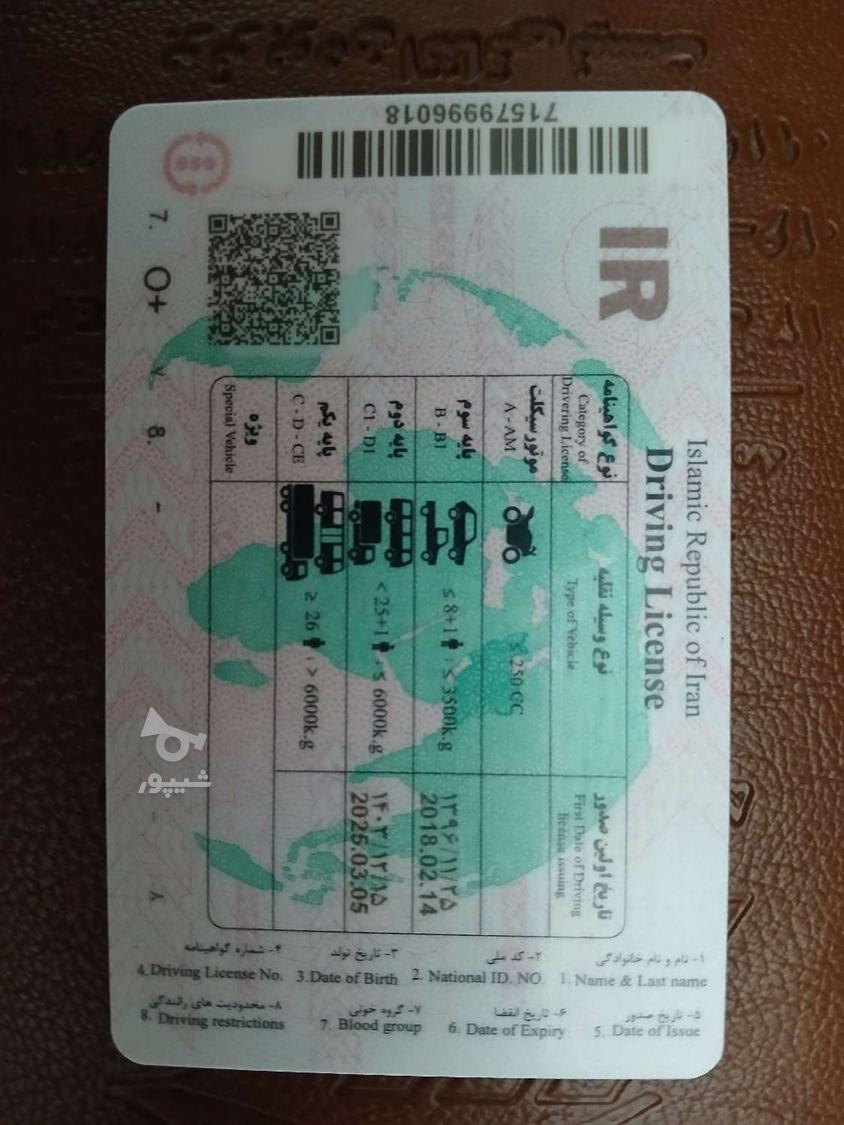 71579996018
IR
Islamic Republic of Iran
Driving License
نوع گواهینامه
Category of
Drivering License
نوع وسیله نقلیه
Type of Vehicle
تاریخ اولین صدور
First Date of Driving
license issuing
موتورسیکلت
A - AM
≤ 250 CC
پایه سوم
B - B1
≤ 8+1 , ≤ 3500k.g
۱۳۹۶/۱۱/۲۵
2018.02.14
پایه دوم
C1 - D1
< 25+1 , ≤ 6000k.g
۱۴۰۳/۱۲/۱۵
2025.03.05
پایه یکم
C - D - CE
≥ 26 , > 6000k.g
ویژه
Special Vehicle
7. O+ ۷ 8. - - ۸
۱- نام و نام خانوادگی ۲- کد ملی ۳- تاریخ تولد ۴- شماره گواهینامه
1. Name & Last name 2. National ID. NO. 3.Date of Birth 4. Driving License No.
۵- تاریخ صدور ۶- تاریخ انقضا ۷- گروه خونی ۸- محدودیت های رانندگی
5. Date of Issue 6. Date of Expiry 7. Blood group 8. Driving restrictions
شیپور